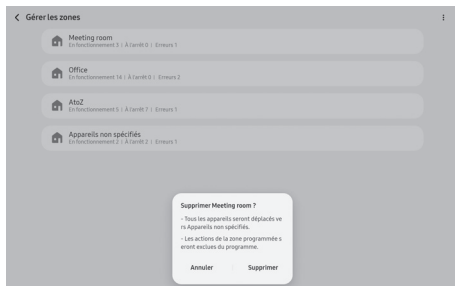 Gérer les zones
Meeting room
En fonctionnement 3 | À l'arrêt 0 | Erreurs 1
Office
En fonctionnement 14 | À l'arrêt 0 | Erreurs 2
AtoZ
En fonctionnement 5 | À l'arrêt 7 | Erreurs 1
Appareils non spécifiés
En fonctionnement 2 | À l'arrêt 2 | Erreurs 1
Supprimer Meeting room ?
- Tous les appareils seront déplacés ve
rs Appareils non spécifiés.
- Les actions de la zone programmée s
eront exclues du programme.
Annuler Supprimer